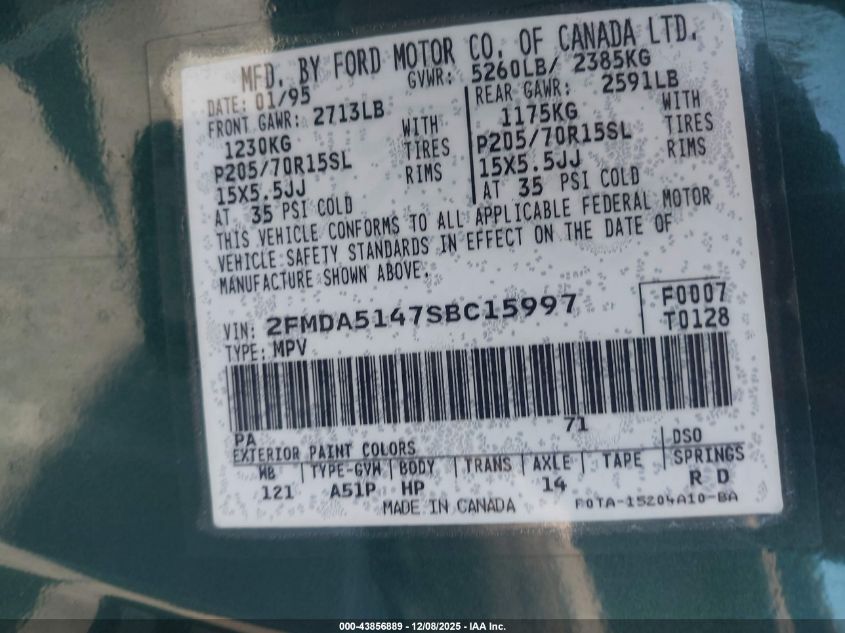 MFD. BY FORD MOTOR CO. OF CANADA LTD.
DATE: 01/95 GVWR: 5260LB/ 2385KG
FRONT GAWR: 2713LB
1230KG WITH
P205/70R15SL TIRES
15X5.5JJ RIMS
AT 35 PSI COLD
REAR GAWR: 2591LB
1175KG WITH
P205/70R15SL TIRES
15X5.5JJ RIMS
AT 35 PSI COLD
THIS VEHICLE CONFORMS TO ALL APPLICABLE FEDERAL MOTOR
VEHICLE SAFETY STANDARDS IN EFFECT ON THE DATE OF
MANUFACTURE SHOWN ABOVE.
VIN: 2FMDA5147SBC15997 F0007
TYPE: MPV T0128
PA 71
EXTERIOR PAINT COLORS DSO
WB TYPE-GVW BODY TRANS AXLE TAPE SPRINGS
121 A51P HP 14 R D
MADE IN CANADA F0TA-15204A10-BA
000-43856889 - 12/08/2025 - IAA Inc.